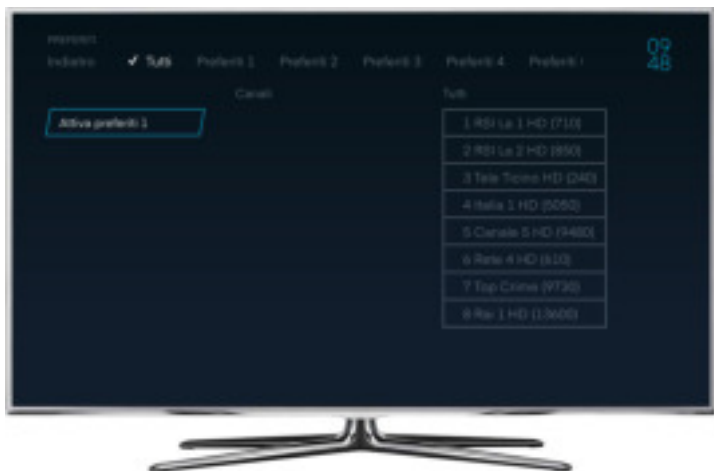 PREFERITI
Indietro ✔ Tutti Preferiti 1 Preferiti 2 Preferiti 3 Preferiti 4 Preferiti
09
48
Canali Tutti
Attiva preferiti 1
1 RSI La 1 HD (710)
2 RSI La 2 HD (850)
3 Tele Ticino HD (240)
4 Italia 1 HD (5050)
5 Canale 5 HD (9480)
6 Rete 4 HD (610)
7 Top Crime (9730)
8 Rai 1 HD (13600)